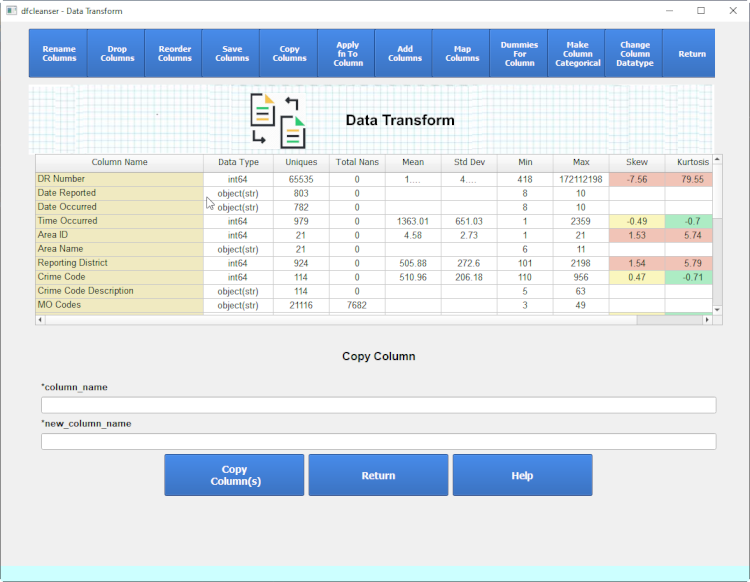 dfcleanser - Data Transform
Rename Columns
Drop Columns
Reorder Columns
Save Columns
Copy Columns
Apply fn To Column
Add Columns
Map Columns
Dummies For Column
Make Column Categorical
Change Column Datatype
Return
Data Transform
Column Name Data Type Uniques Total Nans Mean Std Dev Min Max Skew Kurtosis
DR Number int64 65535 0 1.... 4.... 418 172112198 -7.56 79.55
Date Reported object(str) 803 0 8 10
Date Occurred object(str) 782 0 8 10
Time Occurred int64 979 0 1363.01 651.03 1 2359 -0.49 -0.7
Area ID int64 21 0 4.58 2.73 1 21 1.53 5.74
Area Name object(str) 21 0 6 11
Reporting District int64 924 0 505.88 272.6 101 2198 1.54 5.79
Crime Code int64 114 0 510.96 206.18 110 956 0.47 -0.71
Crime Code Description object(str) 114 0 5 63
MO Codes object(str) 21116 7682 3 49
Copy Column
*column_name
*new_column_name
Copy
Column(s)
Return
Help